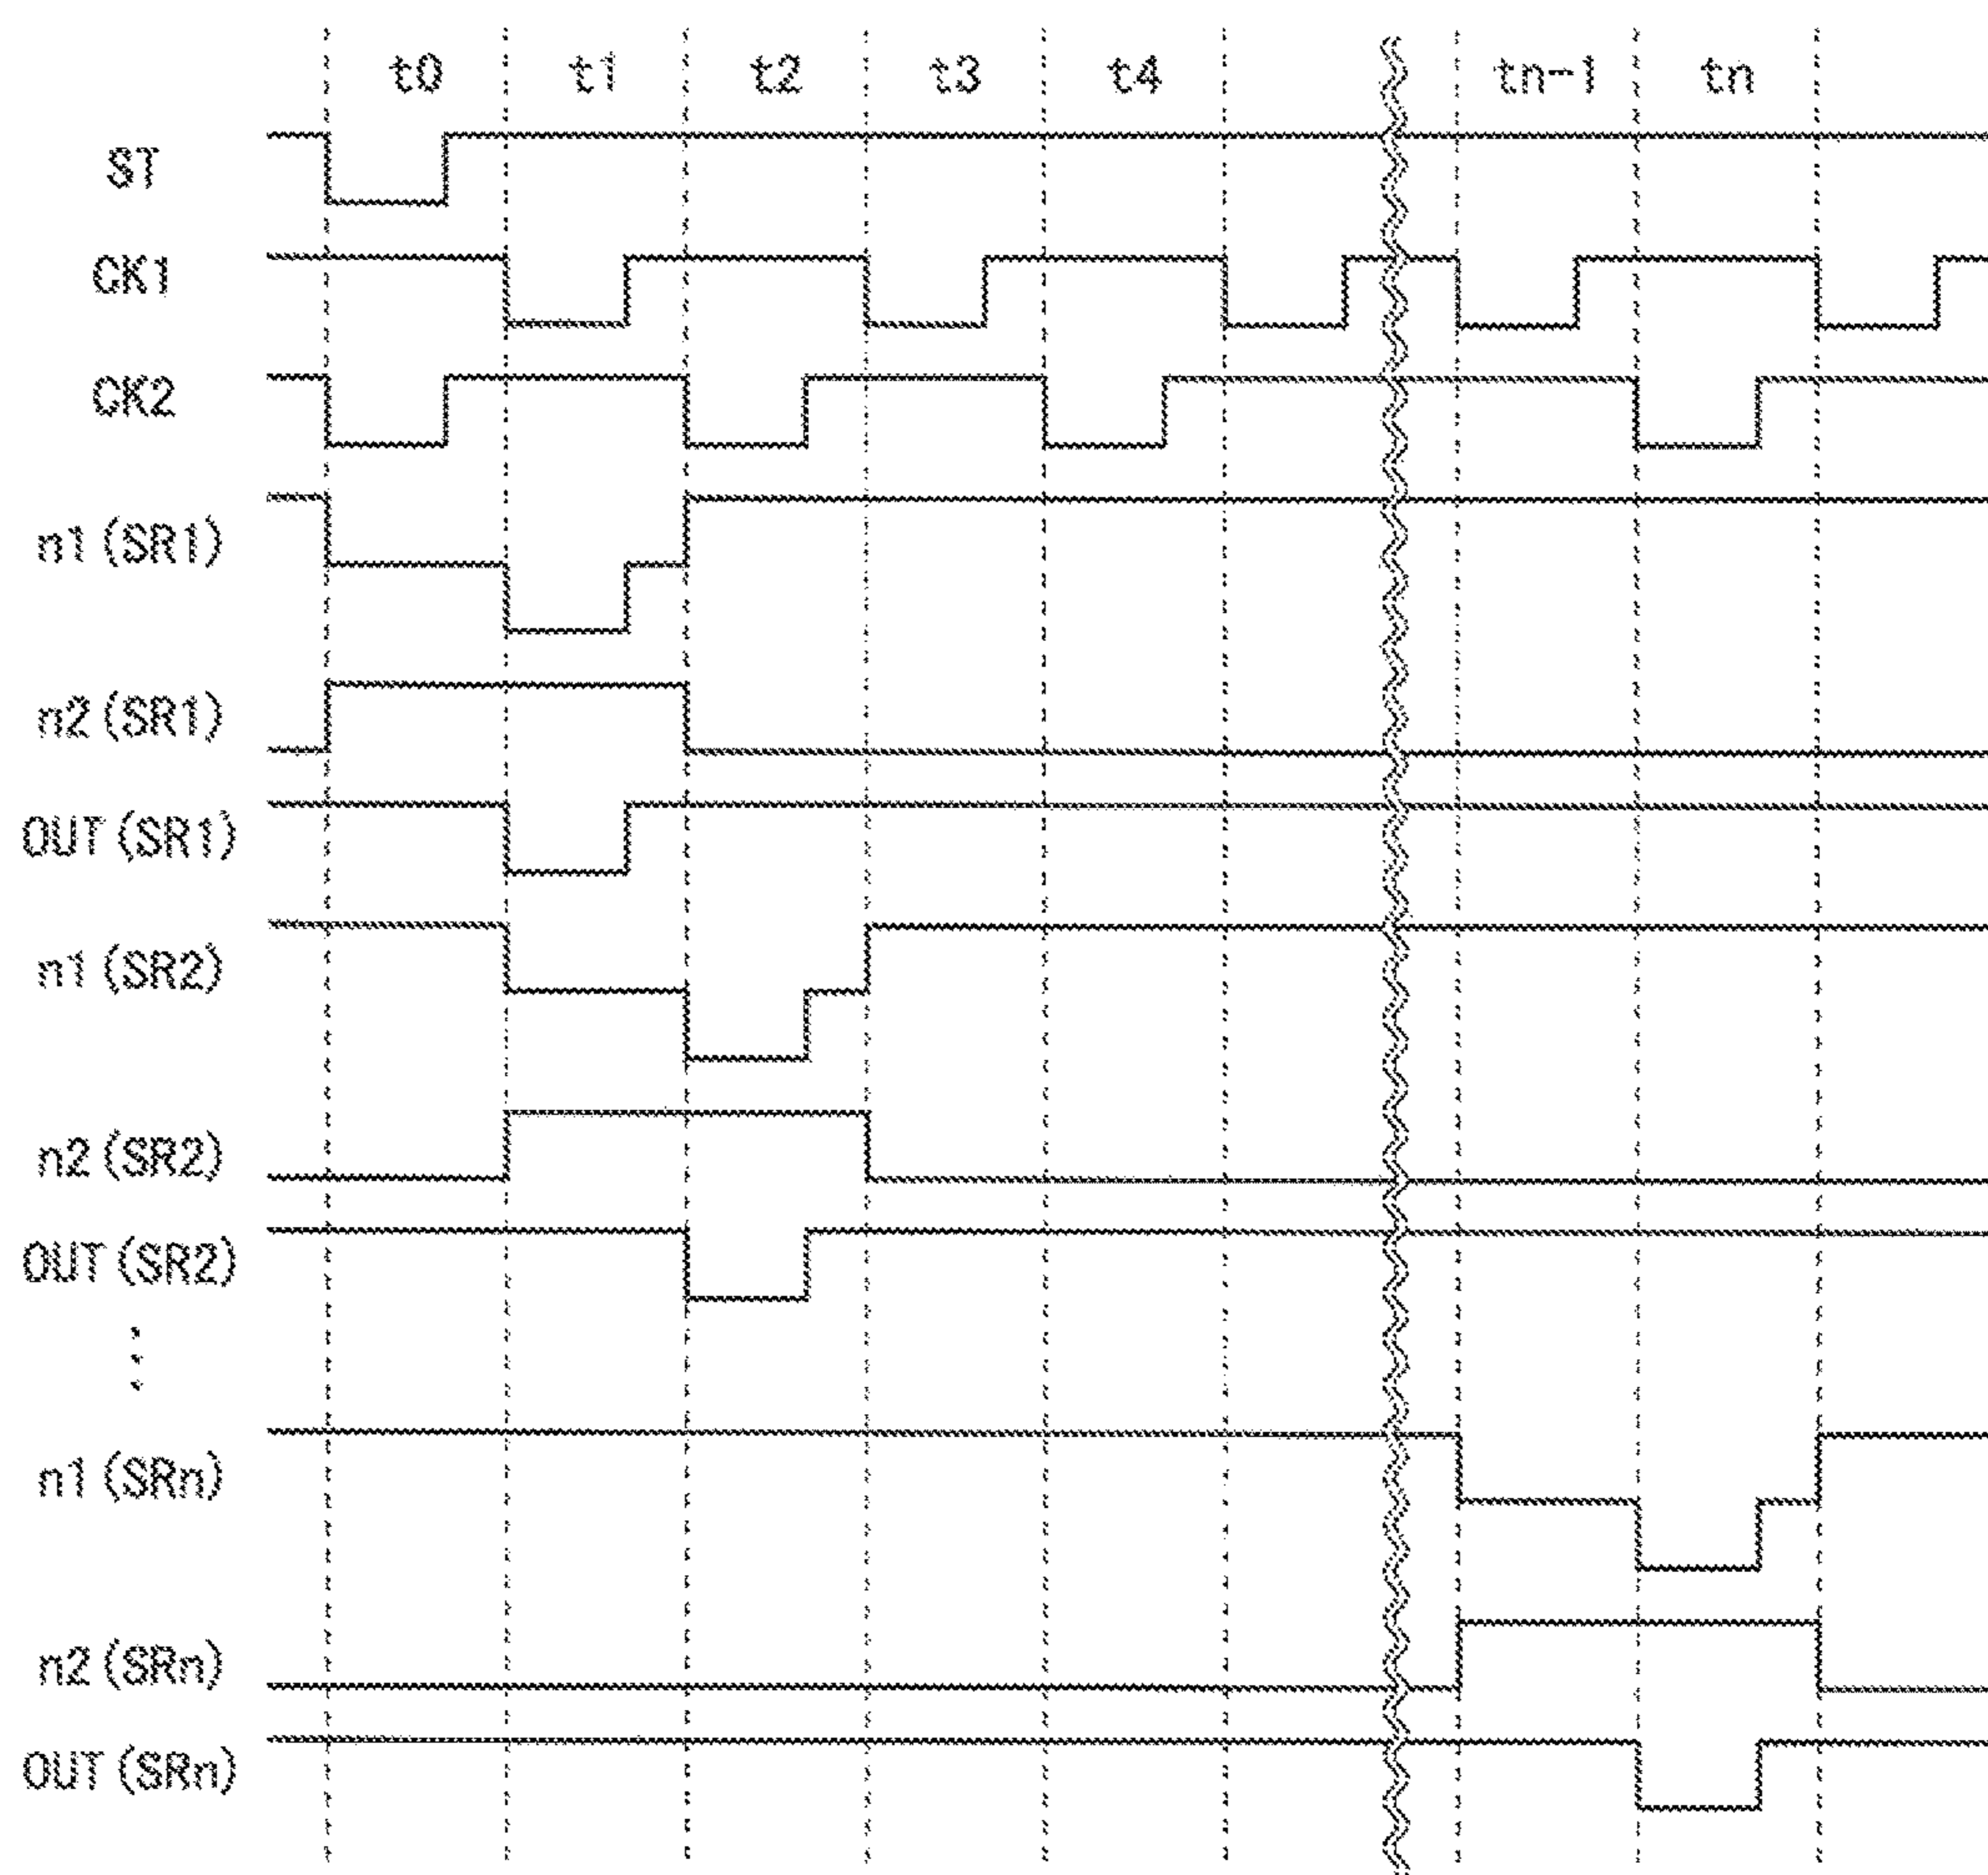 t0 t1 t2 t3 t4 tn-1 tn
ST
CK1
CK2
n1(SR1)
n2(SR1)
OUT(SR1)
n1(SR2)
n2(SR2)
OUT(SR2)
⋮
n1(SRn)
n2(SRn)
OUT(SRn)